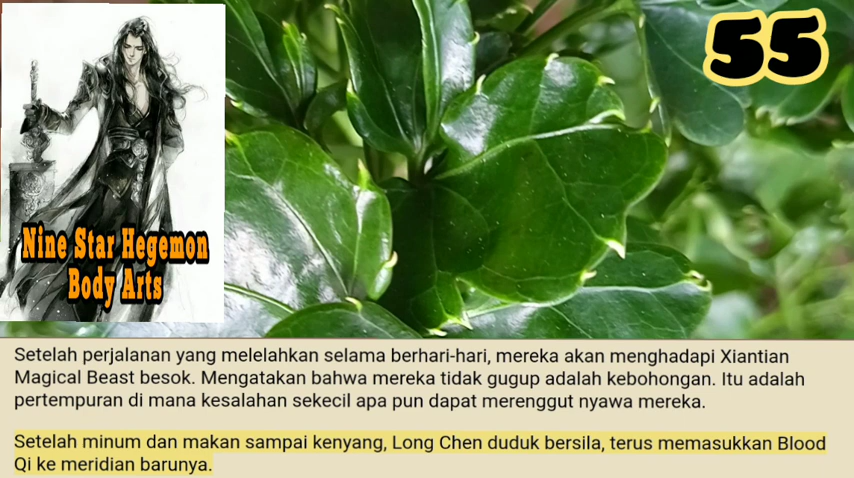 55
Nine Star Hegemon
Body Arts
Setelah perjalanan yang melelahkan selama berhari-hari, mereka akan menghadapi Xiantian
Magical Beast besok. Mengatakan bahwa mereka tidak gugup adalah kebohongan. Itu adalah
pertempuran di mana kesalahan sekecil apa pun dapat merenggut nyawa mereka.
Setelah minum dan makan sampai kenyang, Long Chen duduk bersila, terus memasukkan Blood
Qi ke meridian barunya.